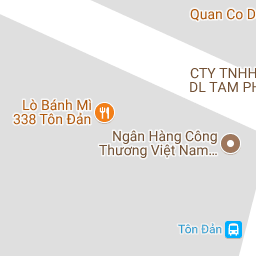 Quan Co D
CTY TNHH
DL TAM PH
Lò Bánh Mì
338 Tôn Đản
Ngân Hàng Công
Thương Việt Nam...
Tôn Đản